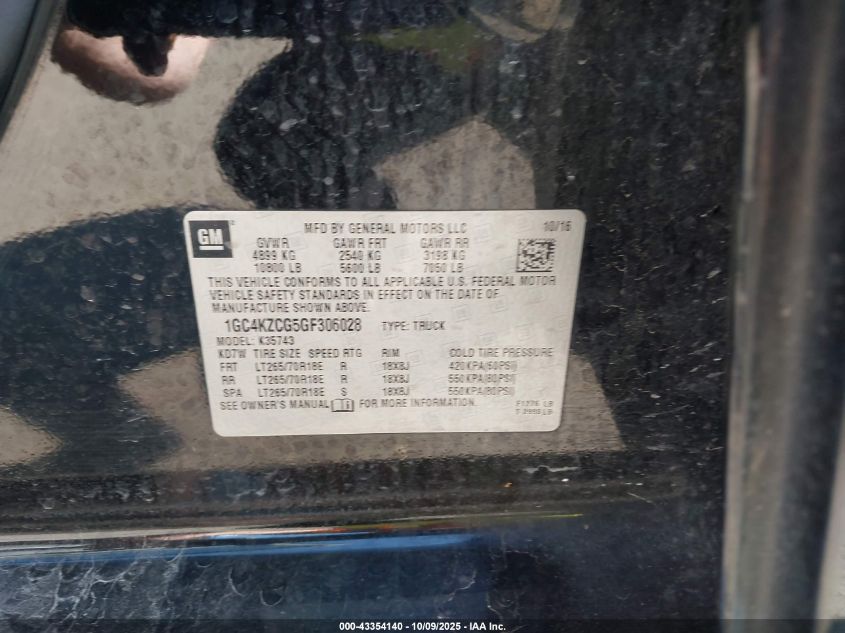 GM
MFD BY GENERAL MOTORS LLC 10/15
GVWR GAWR FRT GAWR RR
4899 KG 2540 KG 3198 KG
10800 LB 5600 LB 7050 LB
THIS VEHICLE CONFORMS TO ALL APPLICABLE U.S. FEDERAL MOTOR
VEHICLE SAFETY STANDARDS IN EFFECT ON THE DATE OF
MANUFACTURE SHOWN ABOVE.
1GC4KZCG5GF306028 TYPE: TRUCK
MODEL: K35743
KD7W TIRE SIZE SPEED RTG RIM COLD TIRE PRESSURE
FRT LT265/70R18E R 18X8J 420KPA(60PSI)
RR LT265/70R18E R 18X8J 550KPA(80PSI)
SPA LT265/70R18E S 18X8J 550KPA(80PSI)
SEE OWNER'S MANUAL FOR MORE INFORMATION.
000-43354140 - 10/09/2025 - IAA Inc.